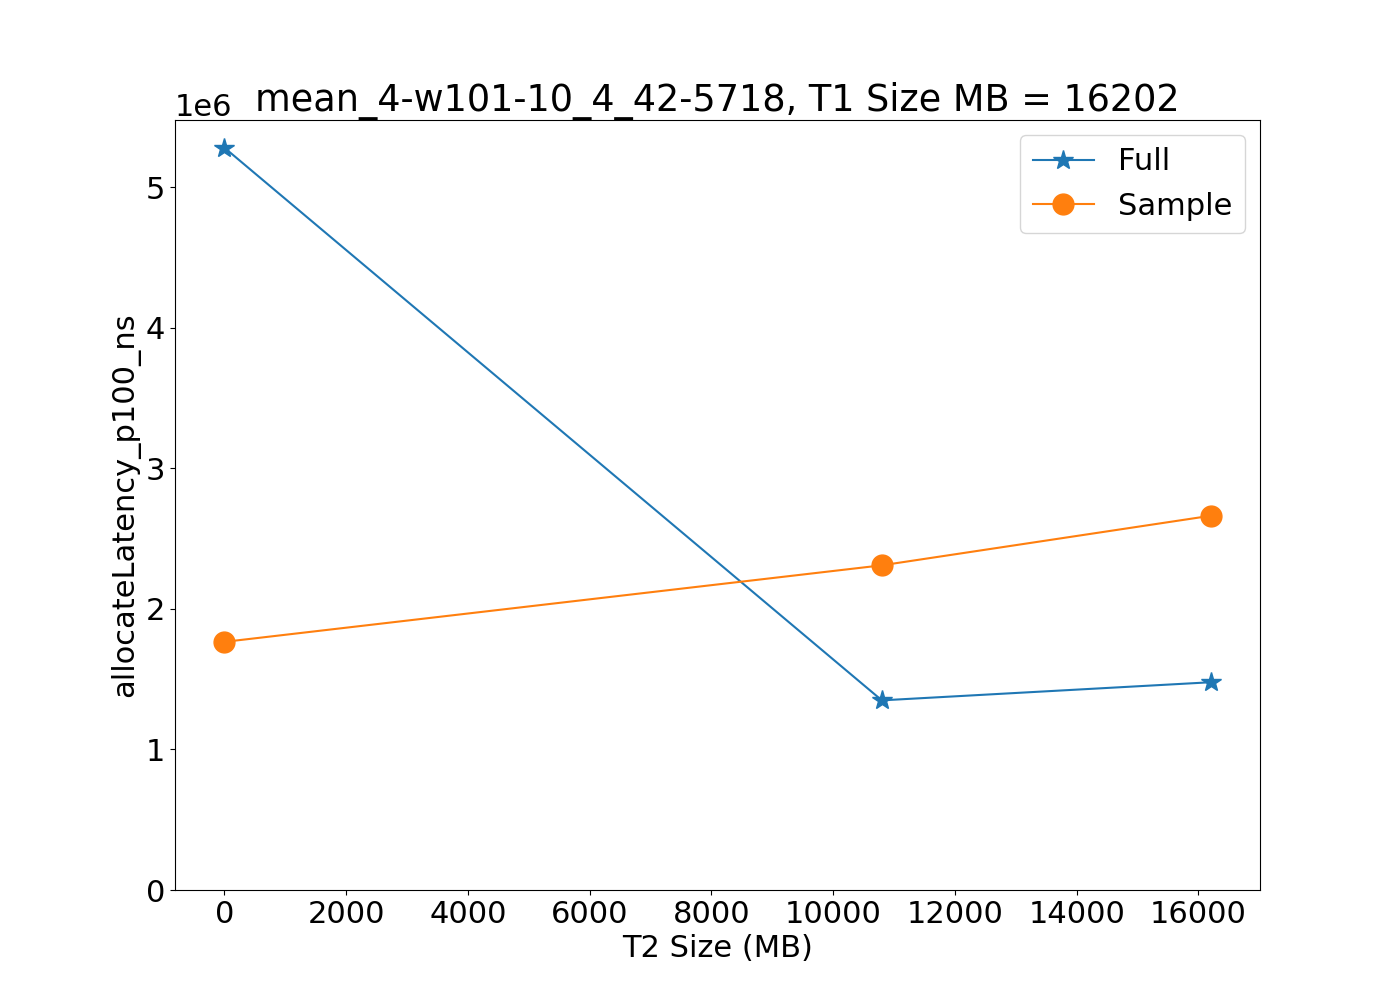 1e6
mean_4-w101-10_4_42-5718, T1 Size MB = 16202
Full
Sample
allocateLatency_p100_ns
5
4
3
2
1
0
0 2000 4000 6000 8000 10000 12000 14000 16000
T2 Size (MB)